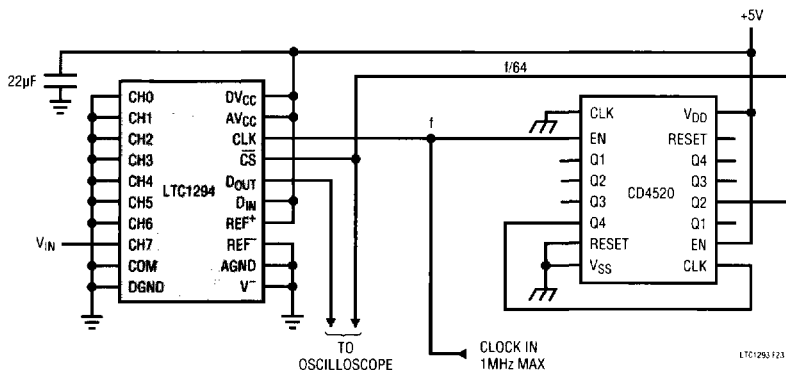 +5V
22μF
f/64
f
CH0
CH1
CH2
CH3
CH4
CH5
CH6
CH7
COM
DGND
LTC1294
DVCC
AVCC
CLK
CS
DOUT
DIN
REF+
REF–
AGND
V–
VIN
CLK
EN
Q1
Q2
Q3
Q4
RESET
VSS
CD4520
VDD
RESET
Q4
Q3
Q2
Q1
EN
CLK
TO
OSCILLOSCOPE
CLOCK IN
1MHz MAX
LTC1293 F23